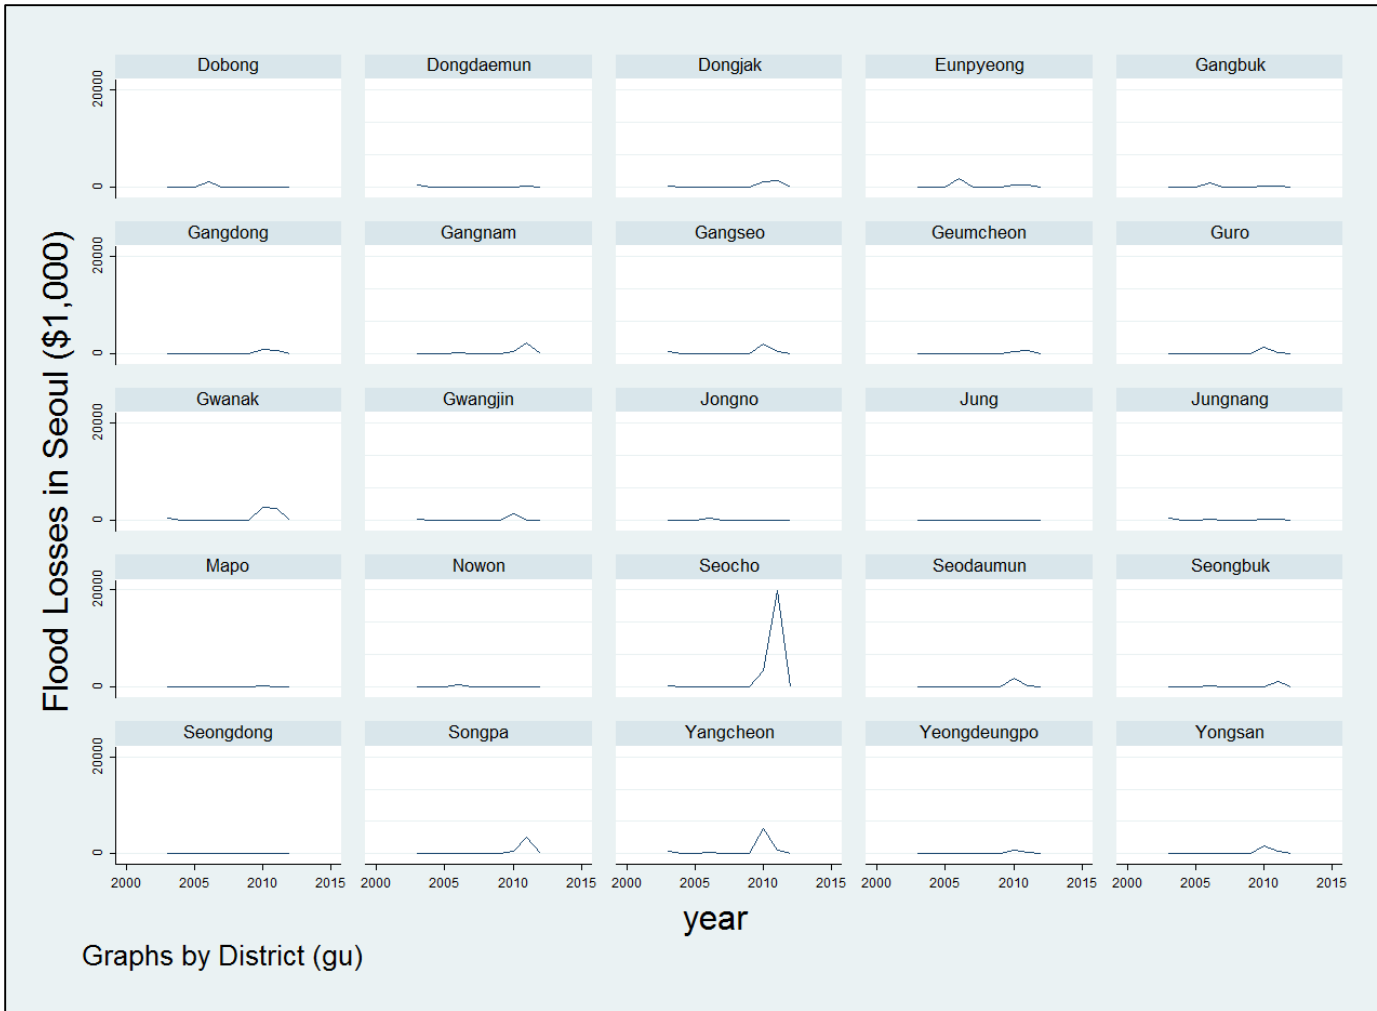 Flood Losses in Seoul ($1,000)
Dobong Dongdaemun Dongjak Eunpyeong Gangbuk
20000
0
Gangdong Gangnam Gangseo Geumcheon Guro
20000
0
Gwanak Gwangjin Jongno Jung Jungnang
20000
0
Mapo Nowon Seocho Seodaumun Seongbuk
20000
0
Seongdong Songpa Yangcheon Yeongdeungpo Yongsan
20000
0
2000 2005 2010 2015 2000 2005 2010 2015 2000 2005 2010 2015 2000 2005 2010 2015 2000 2005 2010 2015
year
Graphs by District (gu)